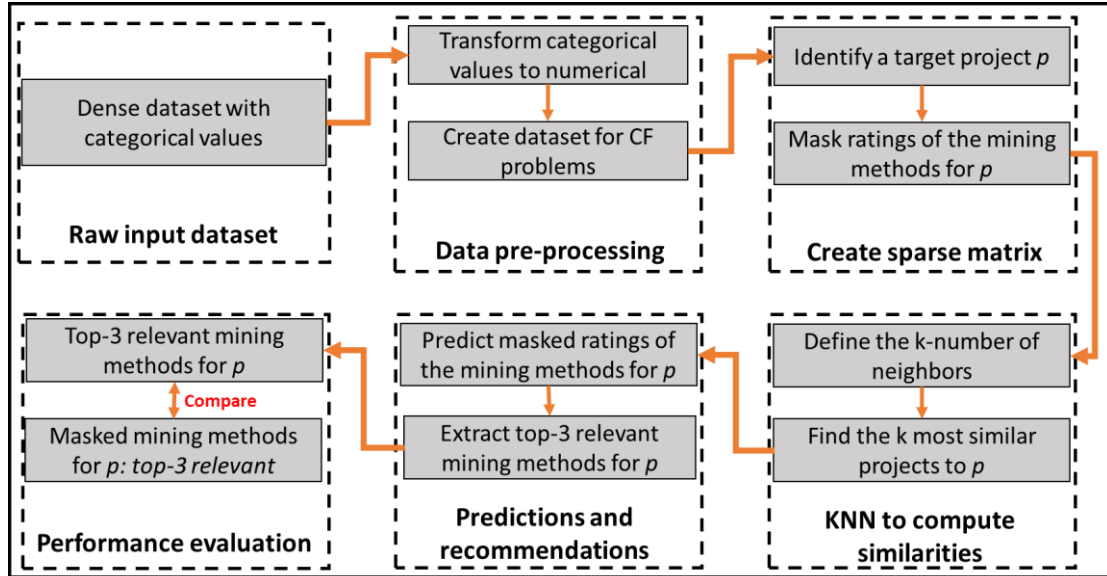 Dense dataset with
categorical values
Raw input dataset
Transform categorical
values to numerical
Create dataset for CF
problems
Data pre-processing
Identify a target project p
Mask ratings of the mining
methods for p
Create sparse matrix
Define the k-number of
neighbors
Find the k most similar
projects to p
KNN to compute
similarities
Predict masked ratings of
the mining methods for p
Extract top-3 relevant
mining methods for p
Predictions and
recommendations
Top-3 relevant mining
methods for p
Compare
Masked mining methods
for p: top-3 relevant
Performance evaluation